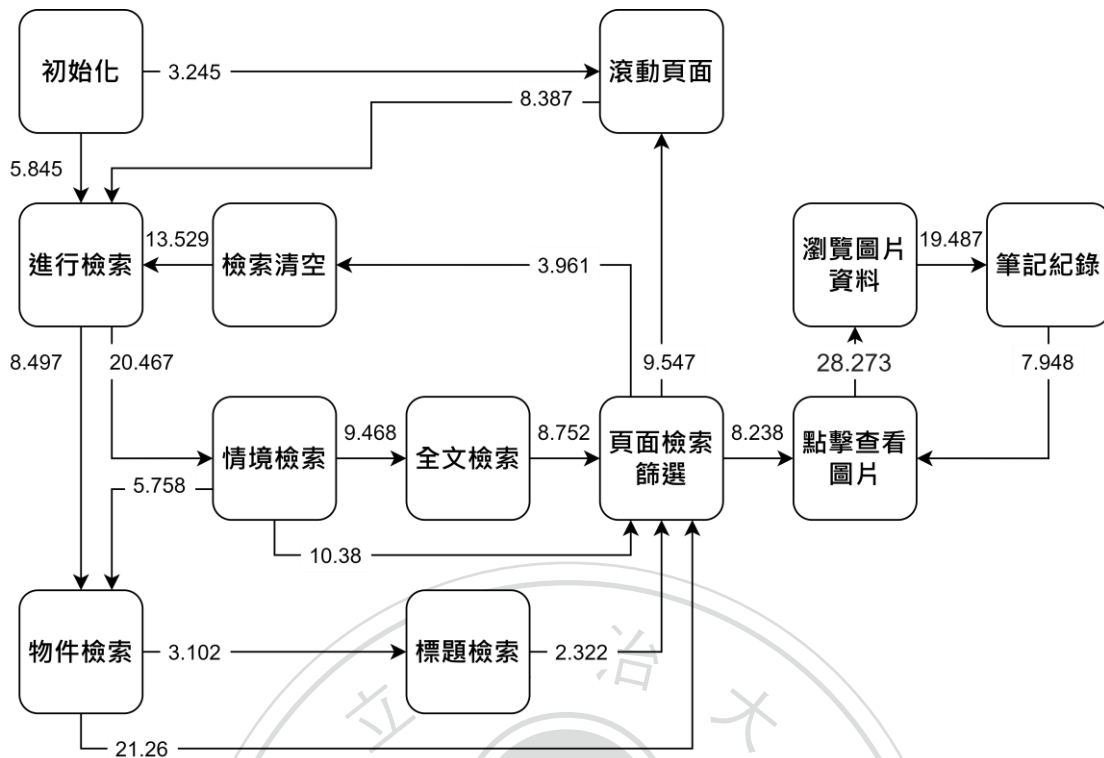 初始化
3.245
滾動頁面
8.387
5.845
進行檢索
13.529
檢索清空
3.961
瀏覽圖片
資料
19.487
筆記紀錄
8.497
20.467
9.547
28.273
7.948
情境檢索
9.468
全文檢索
8.752
頁面檢索
篩選
8.238
點擊查看
圖片
5.758
10.38
物件檢索
3.102
標題檢索
2.322
21.26
立
治
大